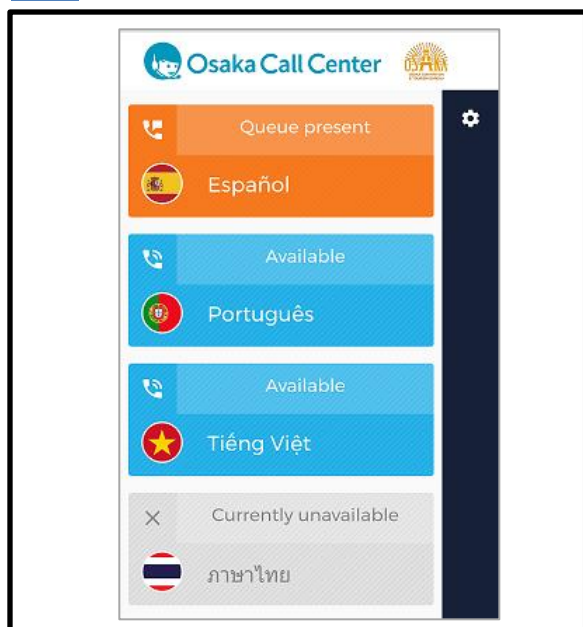 Osaka Call Center
OSAKA
Queue present
Español
Available
Português
Available
Tiếng Việt
Currently unavailable
ภาษาไทย